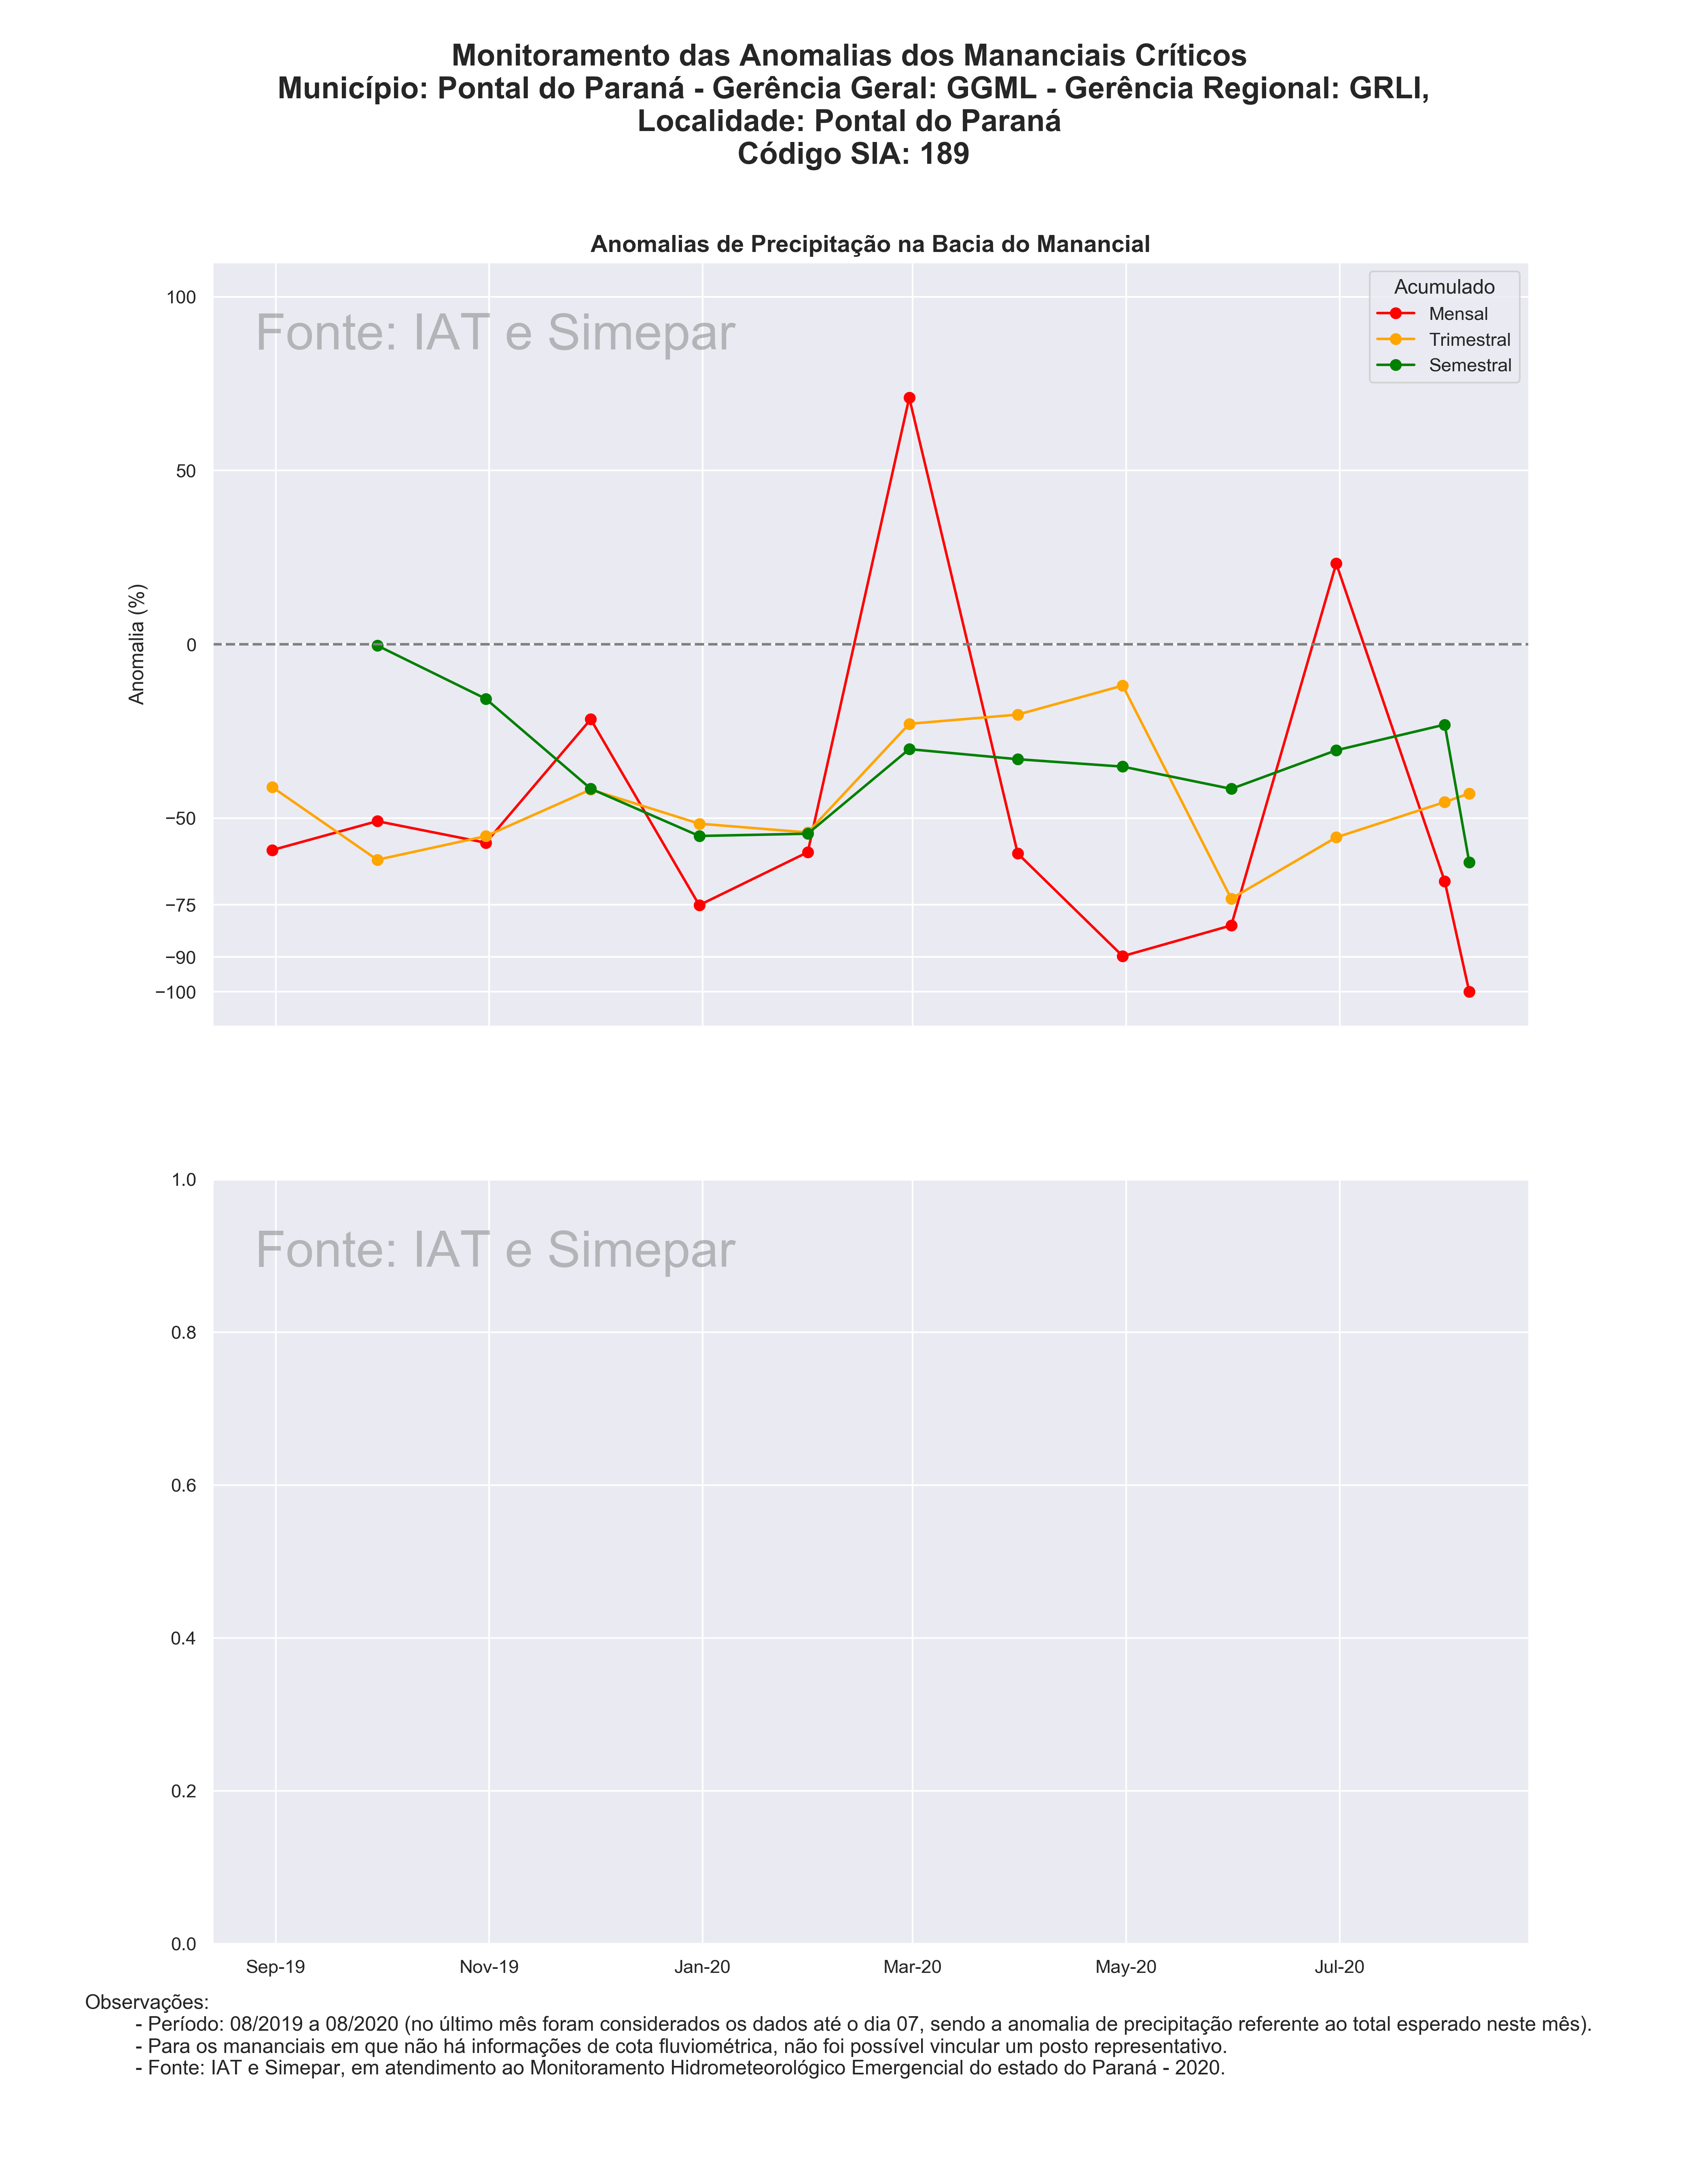 Monitoramento das Anomalias dos Mananciais Críticos
Município: Pontal do Paraná - Gerência Geral: GGML - Gerência Regional: GRLI,
Localidade: Pontal do Paraná
Código SIA: 189
Anomalias de Precipitação na Bacia do Manancial
Fonte: IAT e Simepar
Acumulado
Mensal
Trimestral
Semestral
Anomalia (%)
100
50
0
−50
−75
−90
−100
Fonte: IAT e Simepar
1.0
0.8
0.6
0.4
0.2
0.0
Sep-19 Nov-19 Jan-20 Mar-20 May-20 Jul-20
Observações:
- Período: 08/2019 a 08/2020 (no último mês foram considerados os dados até o dia 07, sendo a anomalia de precipitação referente ao total esperado neste mês).
- Para os mananciais em que não há informações de cota fluviométrica, não foi possível vincular um posto representativo.
- Fonte: IAT e Simepar, em atendimento ao Monitoramento Hidrometeorológico Emergencial do estado do Paraná - 2020.